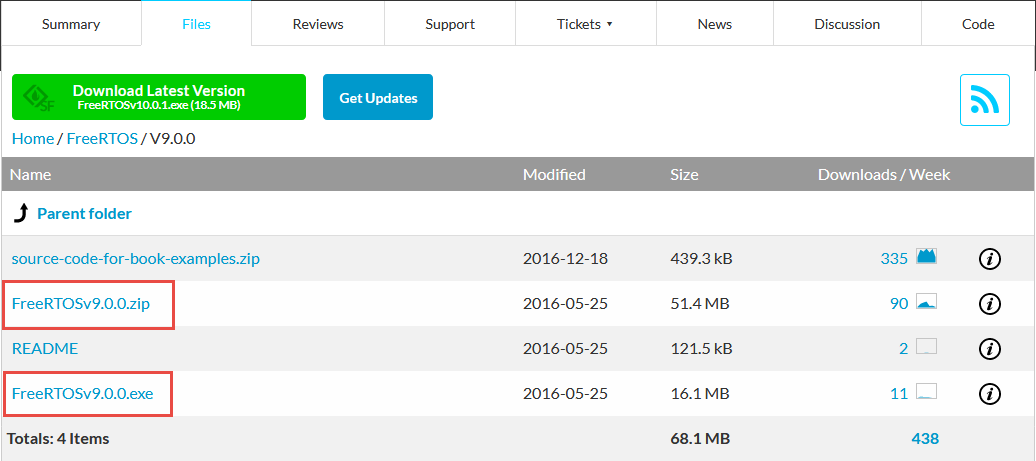 Summary Files Reviews Support Tickets ▾ News Discussion Code
Download Latest Version
SF FreeRTOSv10.0.1.exe (18.5 MB)
Get Updates
Home / FreeRTOS / V9.0.0
Name Modified Size Downloads / Week
Parent folder
source-code-for-book-examples.zip 2016-12-18 439.3 kB 335 i
FreeRTOSv9.0.0.zip 2016-05-25 51.4 MB 90 i
README 2016-05-25 121.5 kB 2 i
FreeRTOSv9.0.0.exe 2016-05-25 16.1 MB 11 i
Totals: 4 Items 68.1 MB 438